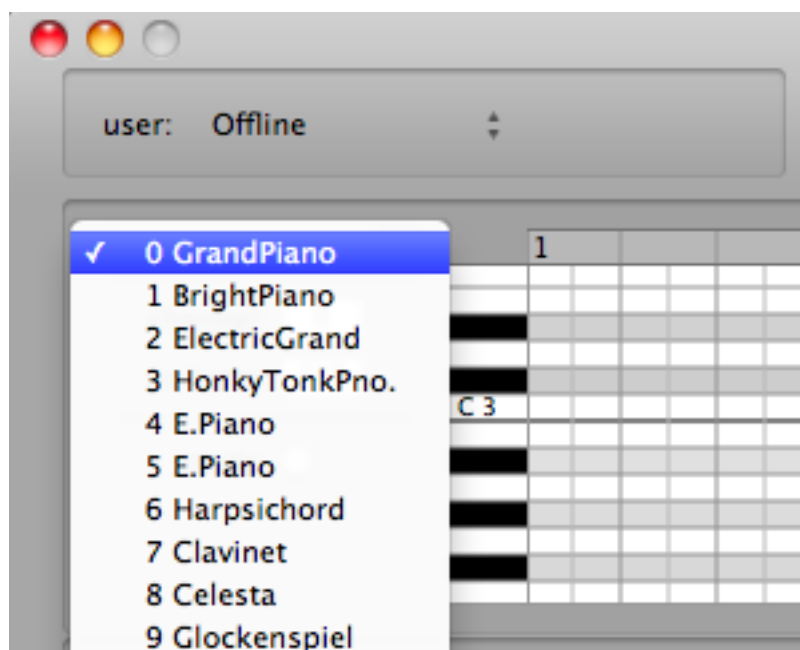 user: Offline
✓ 0 GrandPiano
1
1 BrightPiano
2 ElectricGrand
3 HonkyTonkPno.
C 3
4 E.Piano
5 E.Piano
6 Harpsichord
7 Clavinet
8 Celesta
9 Glockenspiel